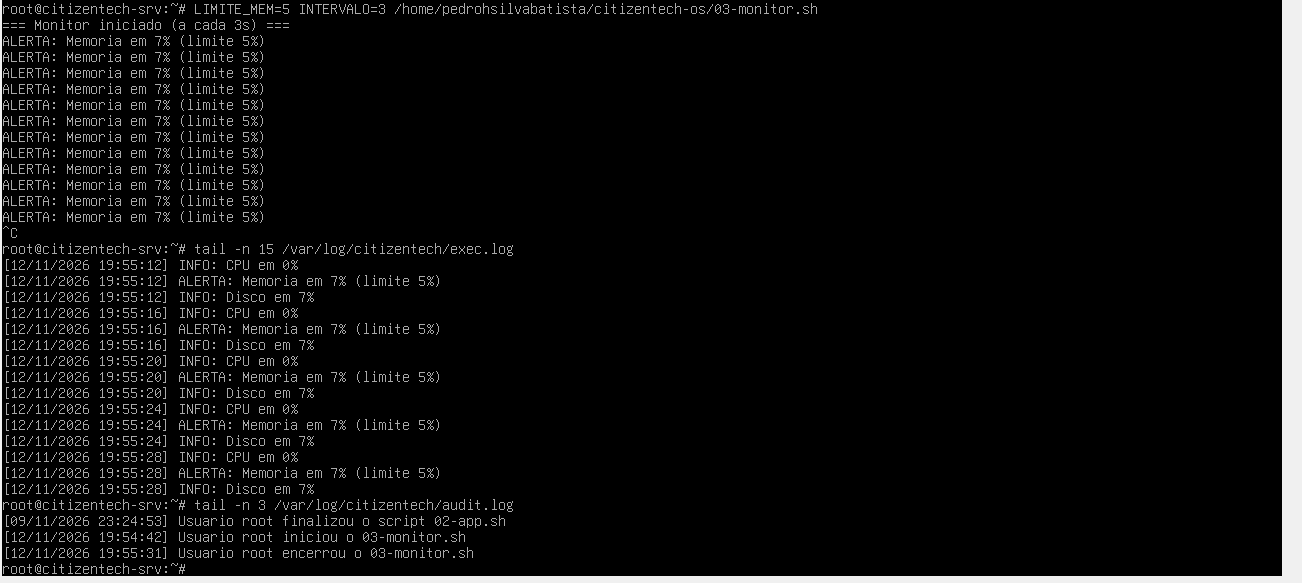 root@citizentech-srv:~# LIMITE_MEM=5 INTERVALO=3 /home/pedrohsilvabatista/citizentech-os/03-monitor.sh
=== Monitor iniciado (a cada 3s) ===
ALERTA: Memoria em 7% (limite 5%)
ALERTA: Memoria em 7% (limite 5%)
ALERTA: Memoria em 7% (limite 5%)
ALERTA: Memoria em 7% (limite 5%)
ALERTA: Memoria em 7% (limite 5%)
ALERTA: Memoria em 7% (limite 5%)
ALERTA: Memoria em 7% (limite 5%)
ALERTA: Memoria em 7% (limite 5%)
ALERTA: Memoria em 7% (limite 5%)
ALERTA: Memoria em 7% (limite 5%)
ALERTA: Memoria em 7% (limite 5%)
ALERTA: Memoria em 7% (limite 5%)
^C
root@citizentech-srv:~# tail -n 15 /var/log/citizentech/exec.log
[12/11/2026 19:55:12] INFO: CPU em 0%
[12/11/2026 19:55:12] ALERTA: Memoria em 7% (limite 5%)
[12/11/2026 19:55:12] INFO: Disco em 7%
[12/11/2026 19:55:16] INFO: CPU em 0%
[12/11/2026 19:55:16] ALERTA: Memoria em 7% (limite 5%)
[12/11/2026 19:55:16] INFO: Disco em 7%
[12/11/2026 19:55:20] INFO: CPU em 0%
[12/11/2026 19:55:20] ALERTA: Memoria em 7% (limite 5%)
[12/11/2026 19:55:20] INFO: Disco em 7%
[12/11/2026 19:55:24] INFO: CPU em 0%
[12/11/2026 19:55:24] ALERTA: Memoria em 7% (limite 5%)
[12/11/2026 19:55:24] INFO: Disco em 7%
[12/11/2026 19:55:28] INFO: CPU em 0%
[12/11/2026 19:55:28] ALERTA: Memoria em 7% (limite 5%)
[12/11/2026 19:55:28] INFO: Disco em 7%
root@citizentech-srv:~# tail -n 3 /var/log/citizentech/audit.log
[09/11/2026 23:24:53] Usuario root finalizou o script 02-app.sh
[12/11/2026 19:54:42] Usuario root iniciou o 03-monitor.sh
[12/11/2026 19:55:31] Usuario root encerrou o 03-monitor.sh
root@citizentech-srv:~#